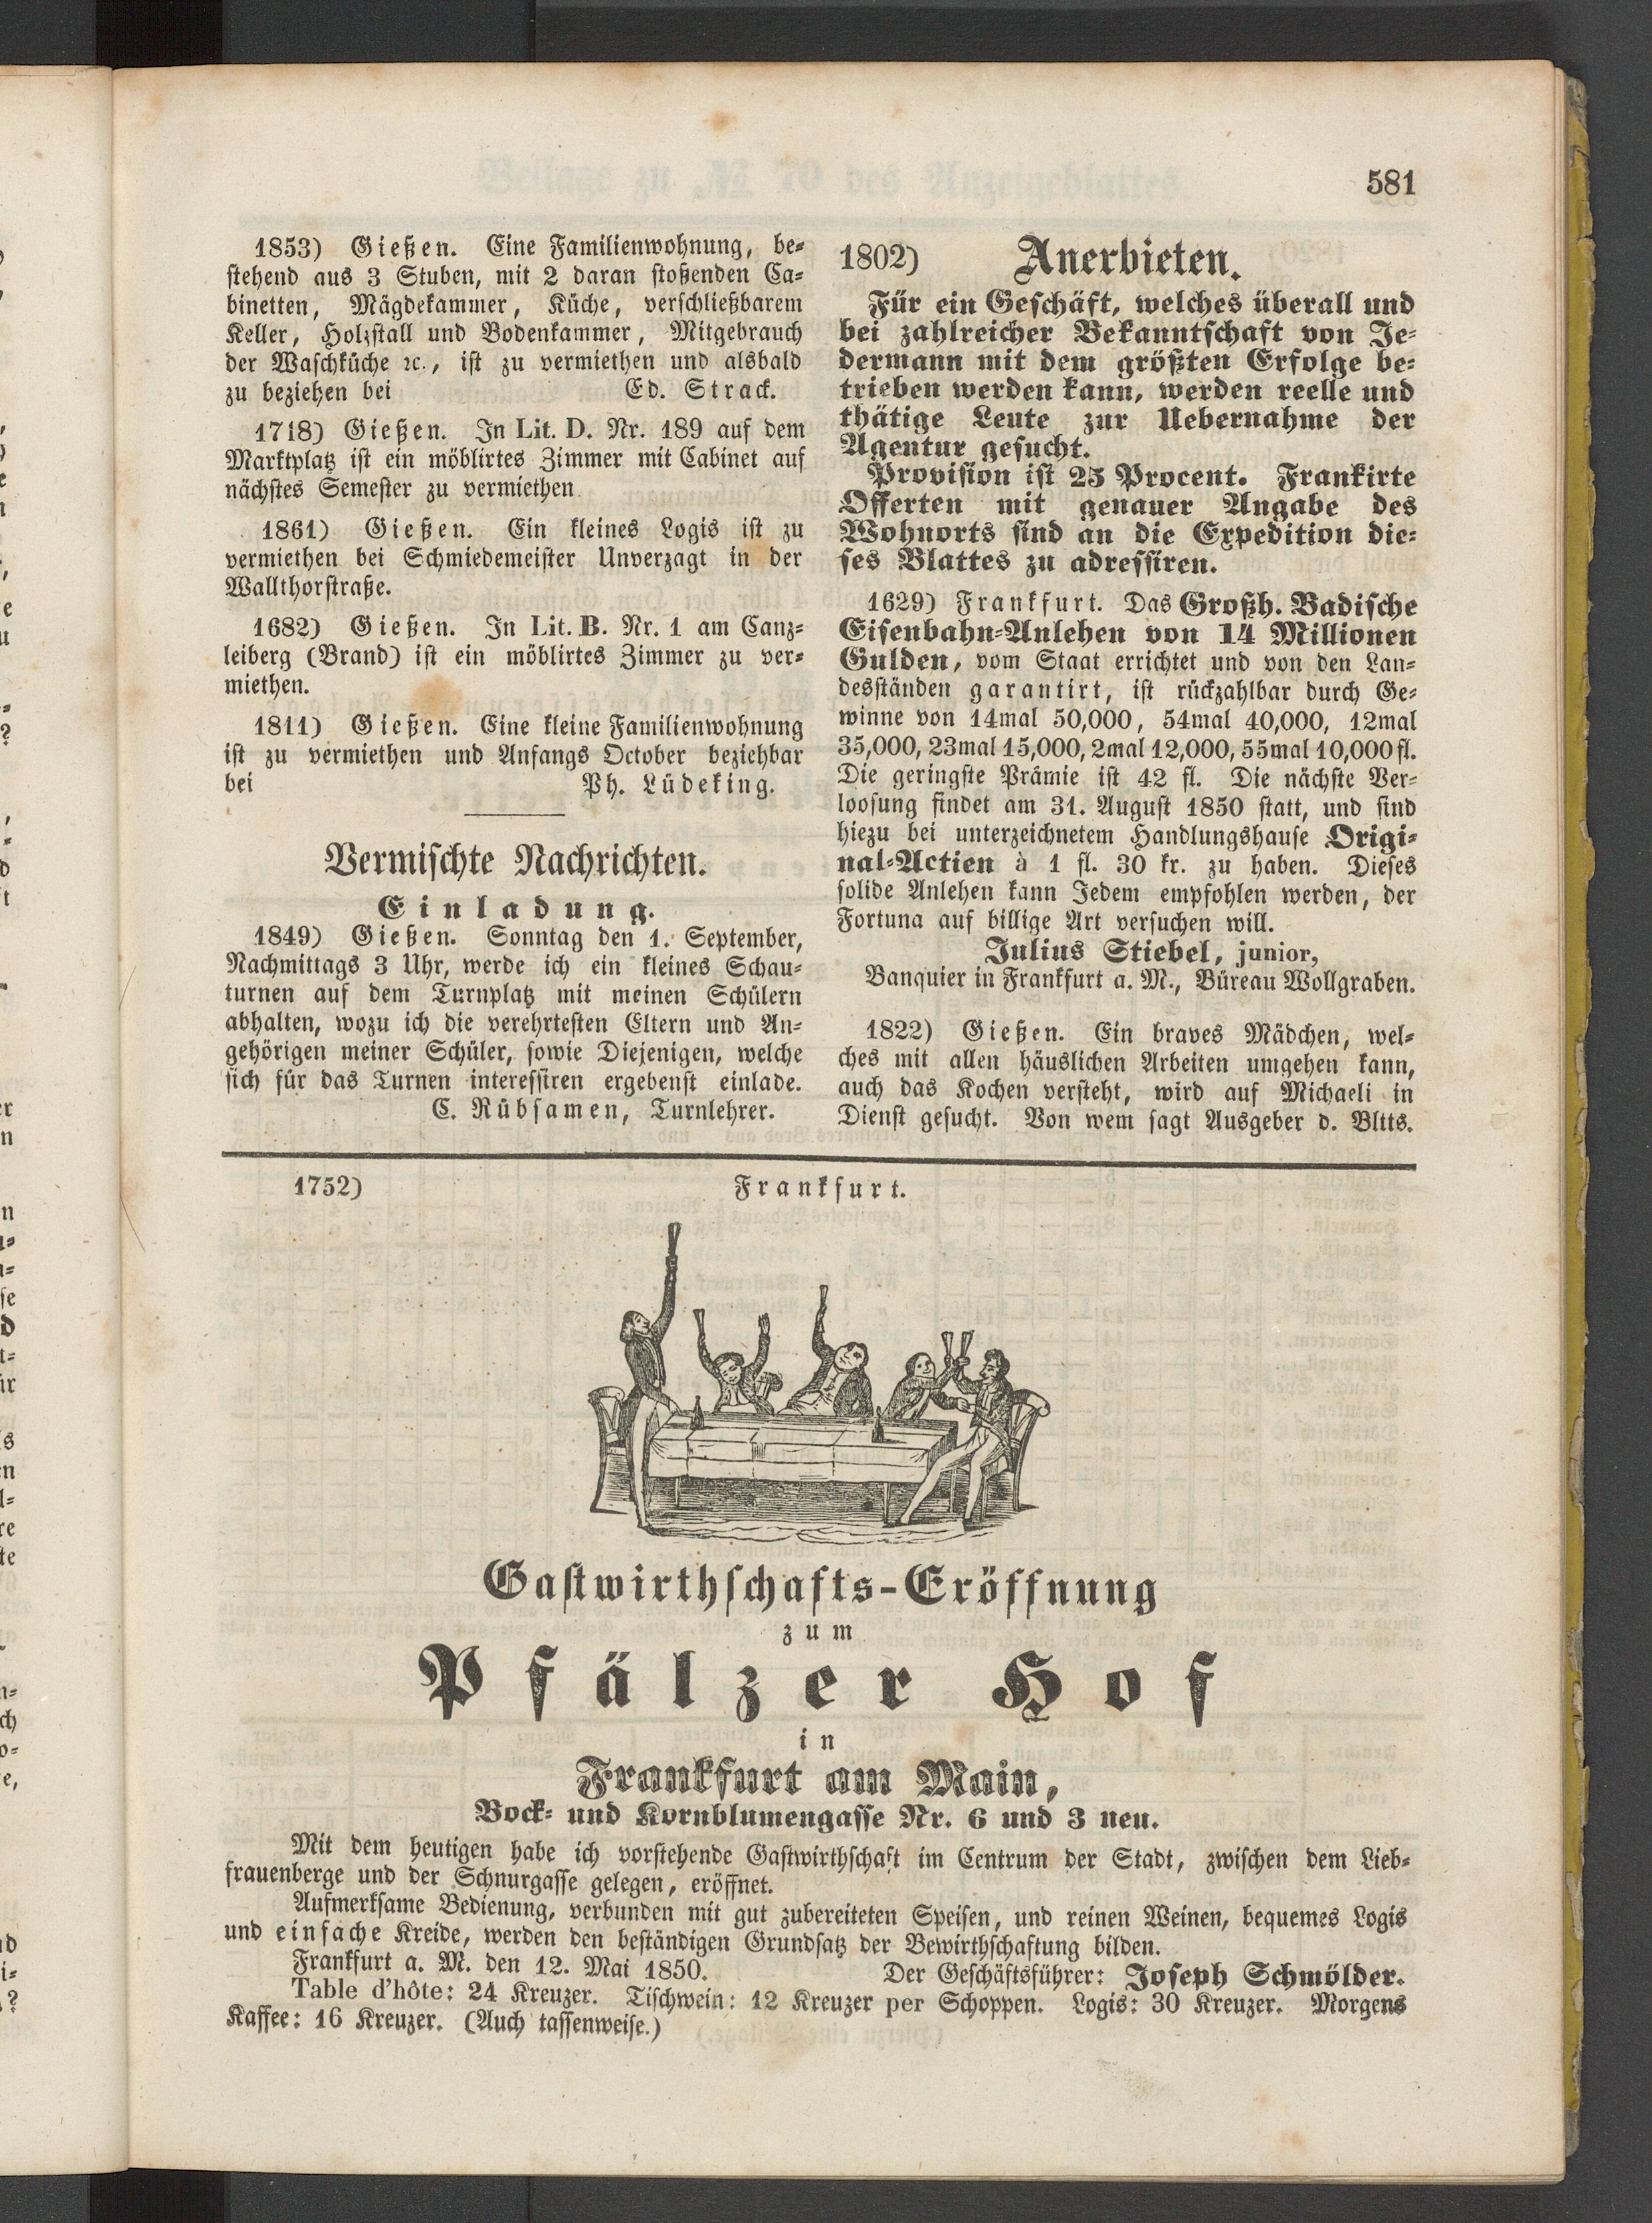 581
1853) Gießen. Eine Familienwohnung, be-
stehend aus 3 Stuben, mit 2 daran stoßenden Ca-
binetten, Mägdekammer, Küche, verschließbarem
Keller, Holzstall und Bodenkammer, Mitgebrauch
der Waschküche ꝛc., ist zu vermiethen und alsbald
zu beziehen bei Ed. Strack.
1718) Gießen. In Lit. D. Nr. 189 auf dem
Marktplatz ist ein möblirtes Zimmer mit Cabinet auf
nächstes Semester zu vermiethen
1861) Gießen. Ein kleines Logis ist zu
vermiethen bei Schmiedemeister Unverzagt in der
Wallthorstraße.
1682) Gießen. In Lit. B. Nr. 1 am Canz-
leiberg (Brand) ist ein möblirtes Zimmer zu ver-
miethen.
1811) Gießen. Eine kleine Familienwohnung
ist zu vermiethen und Anfangs October beziehbar
bei Ph. Lüdeking.
Vermischte Nachrichten.
Einladung.
1849) Gießen. Sonntag den 1. September,
Nachmittags 3 Uhr, werde ich ein kleines Schau-
turnen auf dem Turnplatz mit meinen Schülern
abhalten, wozu ich die verehrtesten Eltern und An-
gehörigen meiner Schüler, sowie Diejenigen, welche
sich für das Turnen interessiren ergebenst einlade.
C. Rübsamen, Turnlehrer.
1802) Anerbieten.
Für ein Geschäft, welches überall und
bei zahlreicher Bekanntschaft von Je-
dermann mit dem größten Erfolge be-
trieben werden kann, werden reelle und
thätige Leute zur Uebernahme der
Agentur gesucht.
Provision ist 25 Procent. Frankirte
Offerten mit genauer Angabe des
Wohnorts sind an die Expedition die-
ses Blattes zu adressiren.
1629) Frankfurt. Das Großh. Badische
Eisenbahn-Anlehen von 14 Millionen
Gulden, vom Staat errichtet und von den Lan-
desständen garantirt, ist rückzahlbar durch Ge-
winne von 14mal 50,000, 54mal 40,000, 12mal
35,000, 23mal 15,000, 2mal 12,000, 55mal 10,000 fl.
Die geringste Prämie ist 42 fl. Die nächste Ver-
loosung findet am 31. August 1850 statt, und sind
hiezu bei unterzeichnetem Handlungshause Origi-
nal-Actien à 1 fl. 30 kr. zu haben. Dieses
solide Anlehen kann Jedem empfohlen werden, der
Fortuna auf billige Art versuchen will.
Julius Stiebel, junior,
Banquier in Frankfurt a. M., Büreau Wollgraben.
1822) Gießen. Ein braves Mädchen, wel-
ches mit allen häuslichen Arbeiten umgehen kann,
auch das Kochen versteht, wird auf Michaeli in
Dienst gesucht. Von wem sagt Ausgeber d. Bltts.
1752) Frankfurt.
Gastwirthschafts-Eröffnung
zum
Pfälzer Hof
in
Frankfurt am Main,
Bock- und Kornblumengasse Nr. 6 und 3 neu.
Mit dem heutigen habe ich vorstehende Gastwirthschaft im Centrum der Stadt, zwischen dem Lieb-
frauenberge und der Schnurgasse gelegen, eröffnet.
Aufmerksame Bedienung, verbunden mit gut zubereiteten Speisen, und reinen Weinen, bequemes Logis
und einfache Kreide, werden den beständigen Grundsatz der Bewirthschaftung bilden.
Frankfurt a. M. den 12. Mai 1850. Der Geschäftsführer: Joseph Schmölder.
Table d'hôte: 24 Kreuzer. Tischwein: 12 Kreuzer per Schoppen. Logis: 30 Kreuzer. Morgens
Kaffee: 16 Kreuzer. (Auch tassenweise.)